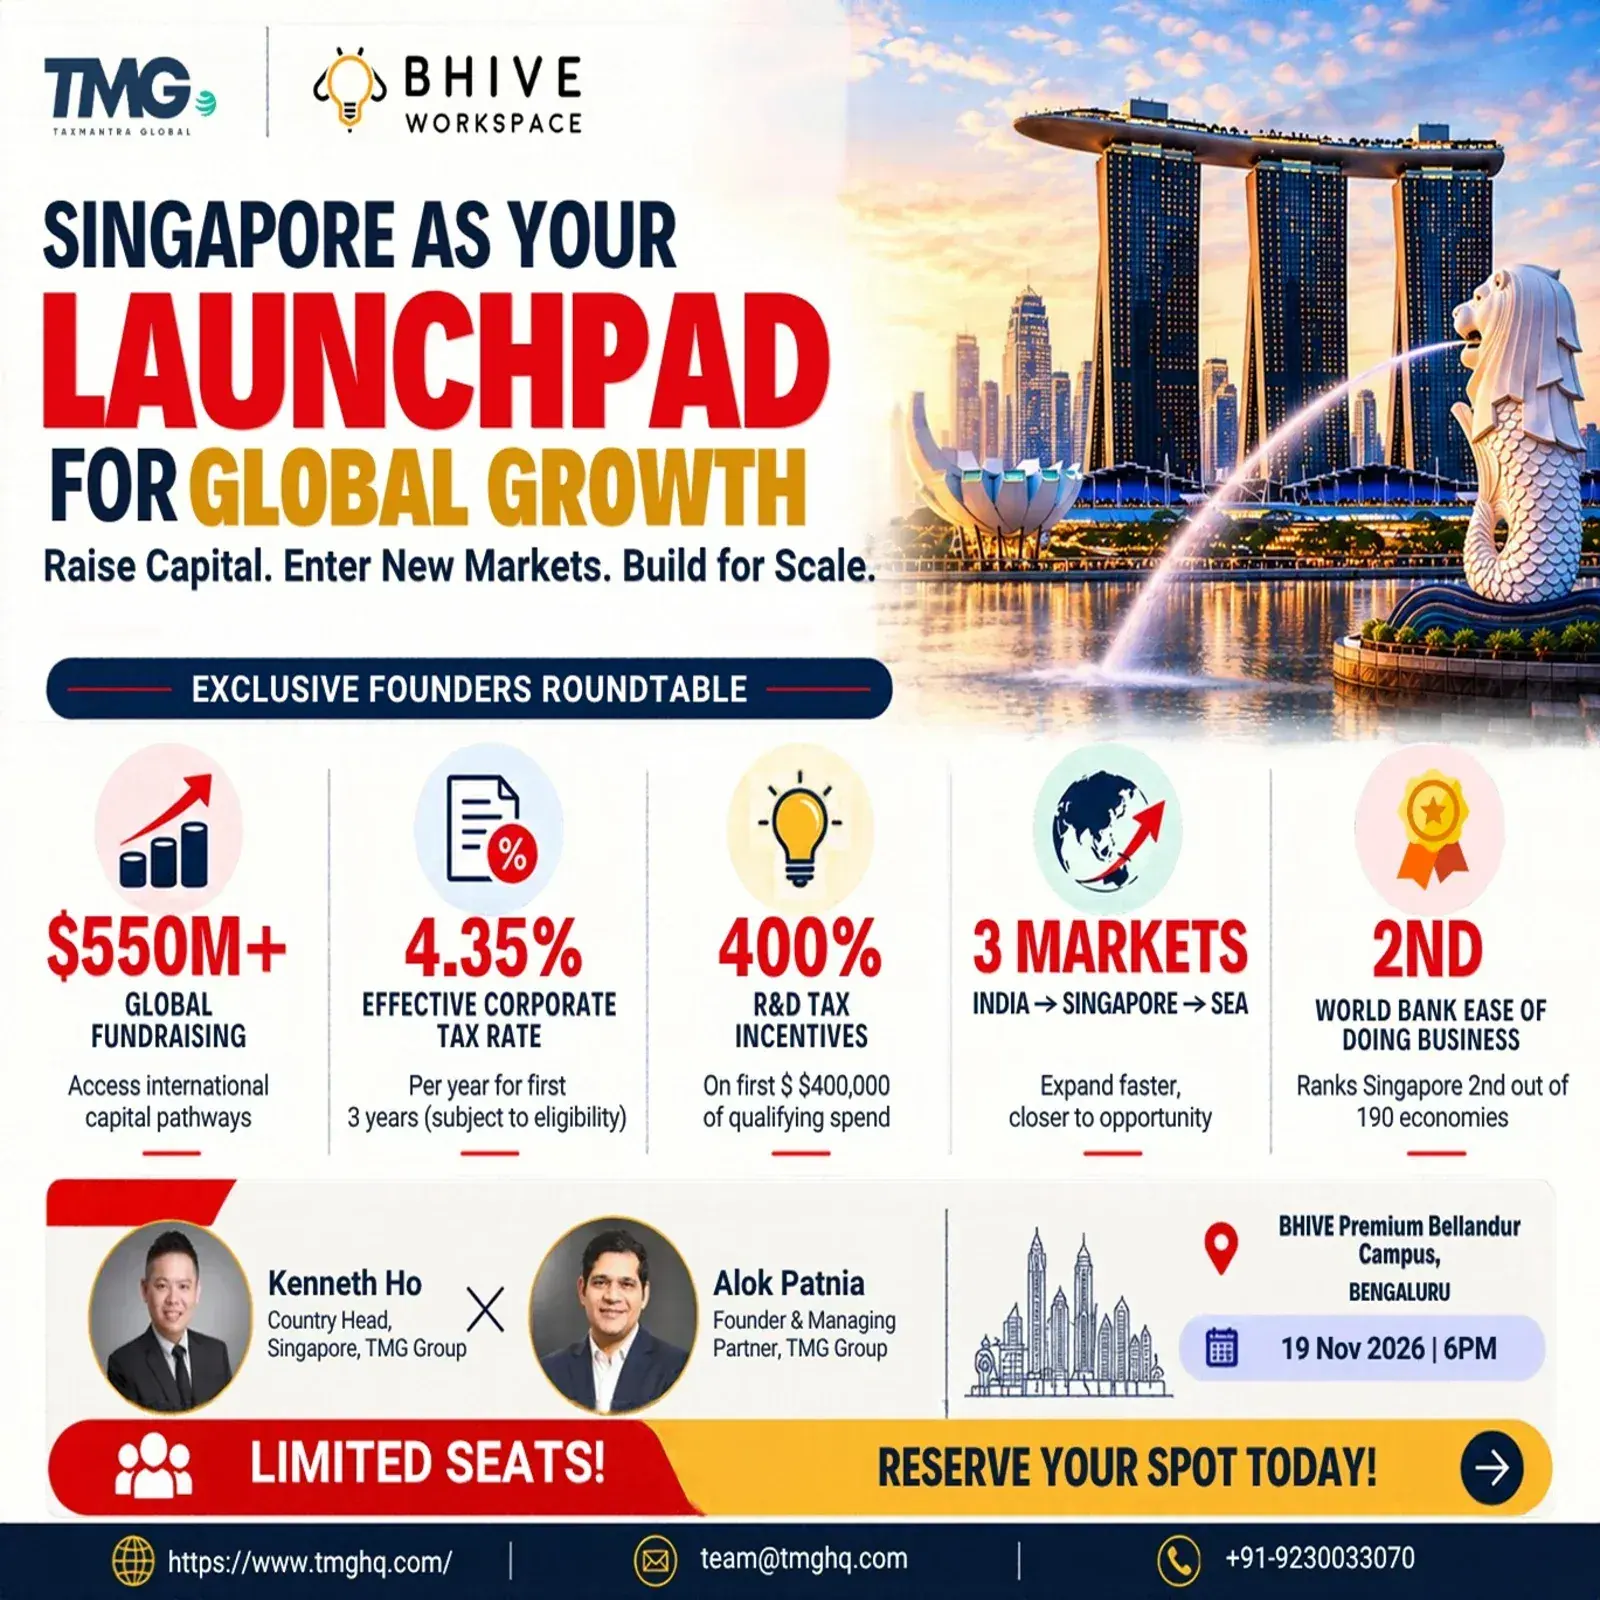 TMG
TAXMANTRA GLOBAL
BHIVE
WORKSPACE
SINGAPORE AS YOUR
LAUNCHPAD
FOR GLOBAL GROWTH
Raise Capital. Enter New Markets. Build for Scale.
EXCLUSIVE FOUNDERS ROUNDTABLE
$550M+
GLOBAL
FUNDRAISING
Access international
capital pathways
%
4.35%
EFFECTIVE CORPORATE
TAX RATE
Per year for first
3 years (subject to eligibility)
400%
R&D TAX
INCENTIVES
On first $ $400,000
of qualifying spend
3 MARKETS
INDIA → SINGAPORE → SEA
Expand faster,
closer to opportunity
2ND
WORLD BANK EASE OF
DOING BUSINESS
Ranks Singapore 2nd out of
190 economies
Kenneth Ho
Country Head,
Singapore, TMG Group
Alok Patnia
Founder & Managing
Partner, TMG Group
BHIVE Premium Bellandur
Campus,
BENGALURU
19 Nov 2026 | 6PM
LIMITED SEATS!
RESERVE YOUR SPOT TODAY!
https://www.tmghq.com/
team@tmghq.com
+91-9230033070